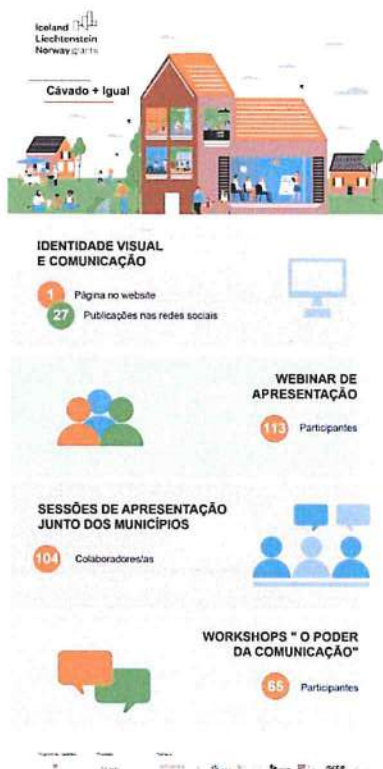 Iceland
Liechtenstein
Norway grants
Cávado + Igual
IDENTIDADE VISUAL
E COMUNICAÇÃO
1 Página no website
27 Publicações nas redes sociais
WEBINAR DE
APRESENTAÇÃO
113 Participantes
SESSÕES DE APRESENTAÇÃO
JUNTO DOS MUNICÍPIOS
104 Colaboradores/as
WORKSHOPS " O PODER
DA COMUNICAÇÃO"
65 Participantes